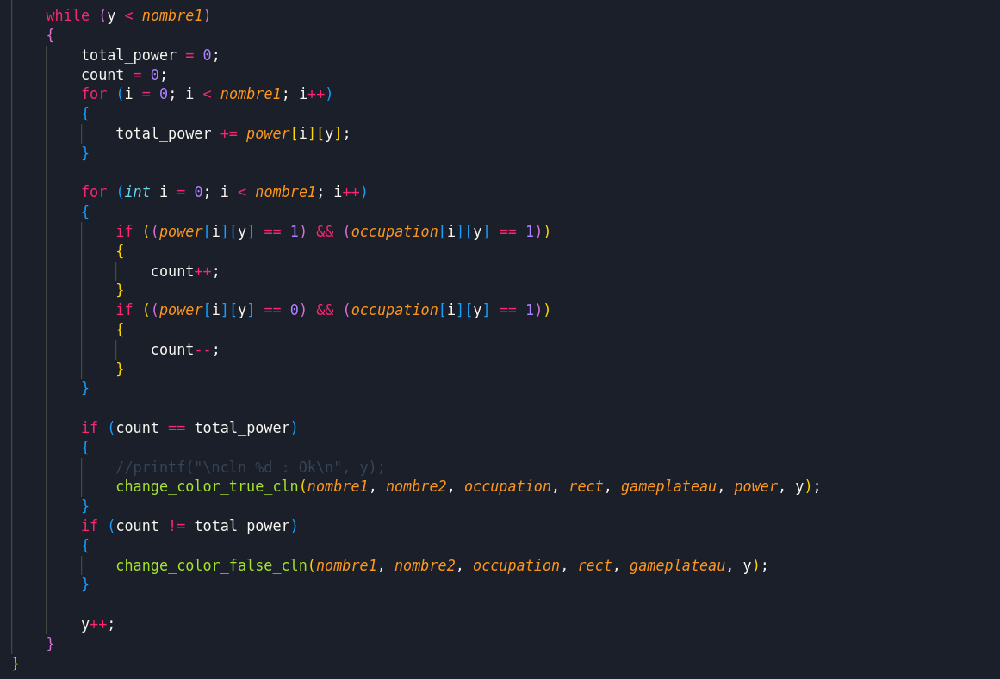 while (y < nombre1)
{
total_power = 0;
count = 0;
for (i = 0; i < nombre1; i++)
{
total_power += power[i][y];
}
for (int i = 0; i < nombre1; i++)
{
if ((power[i][y] == 1) && (occupation[i][y] == 1))
{
count++;
}
if ((power[i][y] == 0) && (occupation[i][y] == 1))
{
count--;
}
}
if (count == total_power)
{
//printf("\ncln %d : Ok\n", y);
change_color_true_cln(nombre1, nombre2, occupation, rect, gameplateau, power, y);
}
if (count != total_power)
{
change_color_false_cln(nombre1, nombre2, occupation, rect, gameplateau, y);
}
y++;
}
}